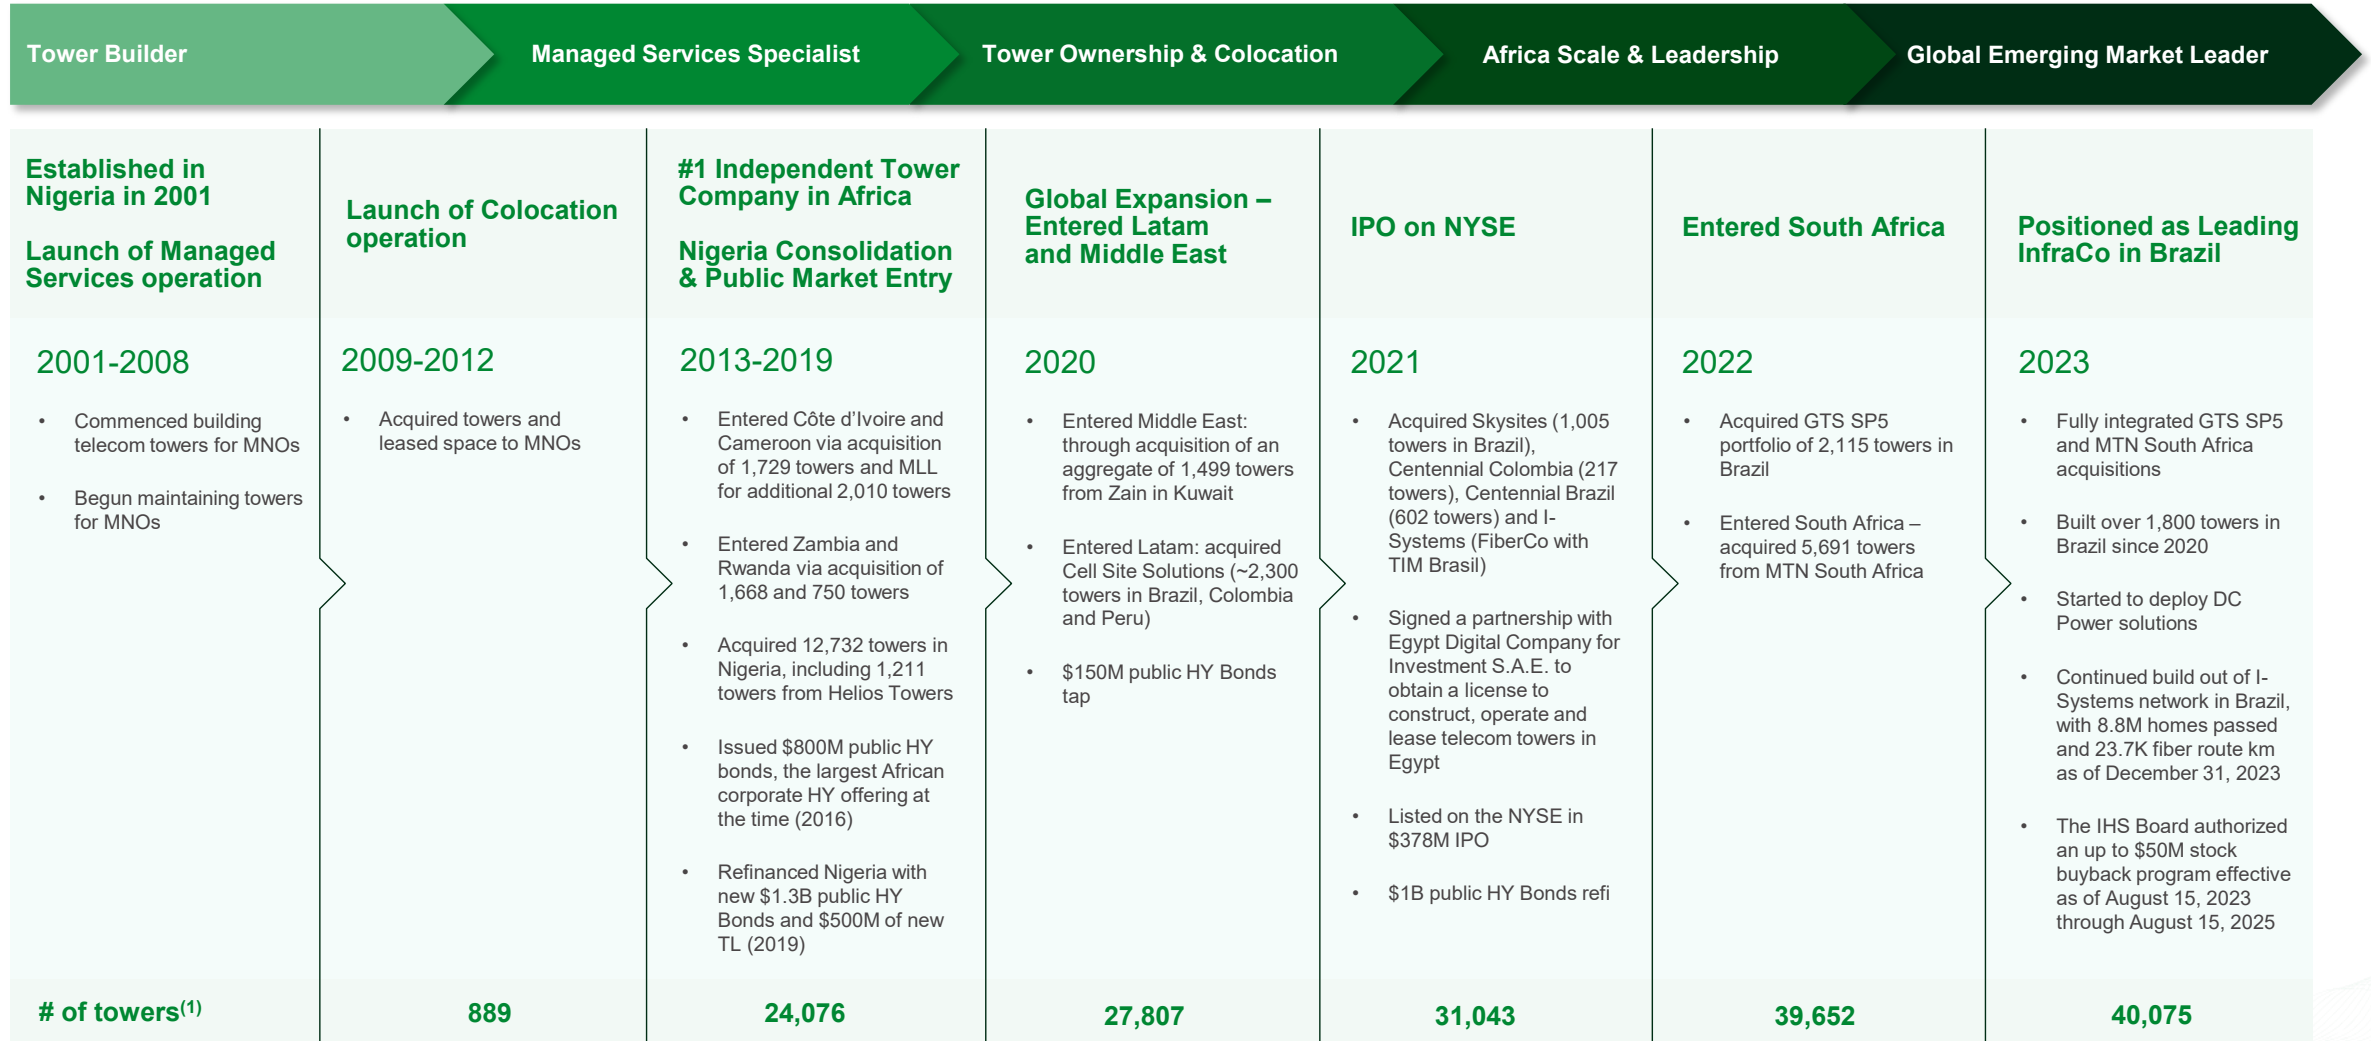 Tower Builder
Managed Services Specialist
Tower Ownership & Colocation
Africa Scale & Leadership
Global Emerging Market Leader
Established in
Nigeria in 2001
Launch of Managed
Services operation
2001-2008
• Commenced building
telecom towers for MNOs
• Begun maintaining towers
for MNOs
# of towers(1)
Launch of Colocation
operation
2009-2012
• Acquired towers and
leased space to MNOs
889
#1 Independent Tower
Company in Africa
Nigeria Consolidation
& Public Market Entry
2013-2019
• Entered Côte d’Ivoire and
Cameroon via acquisition
of 1,729 towers and MLL
for additional 2,010 towers
• Entered Zambia and
Rwanda via acquisition of
1,668 and 750 towers
• Acquired 12,732 towers in
Nigeria, including 1,211
towers from Helios Towers
• Issued $800M public HY
bonds, the largest African
corporate HY offering at
the time (2016)
• Refinanced Nigeria with
new $1.3B public HY
Bonds and $500M of new
TL (2019)
24,076
Global Expansion –
Entered Latam
and Middle East
2020
• Entered Middle East:
through acquisition of an
aggregate of 1,499 towers
from Zain in Kuwait
• Entered Latam: acquired
Cell Site Solutions (~2,300
towers in Brazil, Colombia
and Peru)
• $150M public HY Bonds
tap
27,807
IPO on NYSE
2021
• Acquired Skysites (1,005
towers in Brazil),
Centennial Colombia (217
towers), Centennial Brazil
(602 towers) and I-
Systems (FiberCo with
TIM Brasil)
• Signed a partnership with
Egypt Digital Company for
Investment S.A.E. to
obtain a license to
construct, operate and
lease telecom towers in
Egypt
• Listed on the NYSE in
$378M IPO
• $1B public HY Bonds refi
31,043
Entered South Africa
2022
• Acquired GTS SP5
portfolio of 2,115 towers in
Brazil
• Entered South Africa –
acquired 5,691 towers
from MTN South Africa
39,652
Positioned as Leading
InfraCo in Brazil
2023
• Fully integrated GTS SP5
and MTN South Africa
acquisitions
• Built over 1,800 towers in
Brazil since 2020
• Started to deploy DC
Power solutions
• Continued build out of I-
Systems network in Brazil,
with 8.8M homes passed
and 23.7K fiber route km
as of December 31, 2023
• The IHS Board authorized
an up to $50M stock
buyback program effective
as of August 15, 2023
through August 15, 2025
40,075